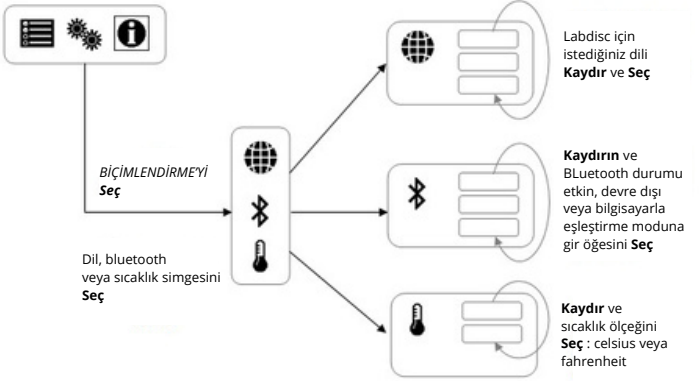 Labdisc için
istediğiniz dili
Kaydır ve Seç
BİÇİMLENDİRME'Yİ
Seç
Kaydırın ve
BLuetooth durumu
etkin, devre dışı
veya bilgisayarla
eşleştirme moduna
gir öğesini Seç
Dil, bluetooth
veya sıcaklık simgesini
Seç
Kaydır ve
sıcaklık ölçeğini
Seç : celsius veya
fahrenheit